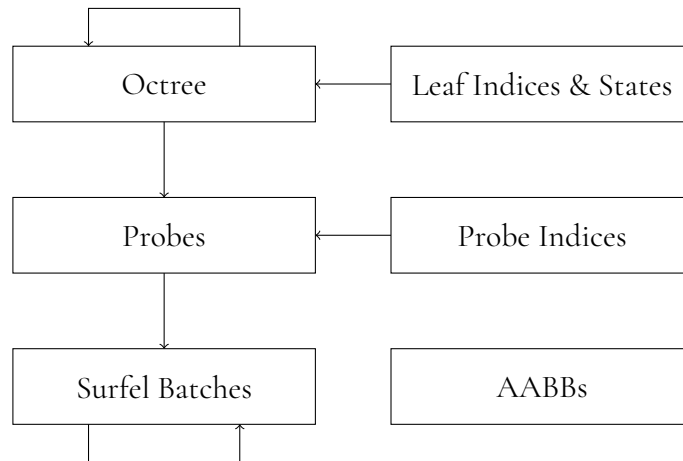 Octree
Leaf Indices & States
Probes
Probe Indices
Surfel Batches
AABBs